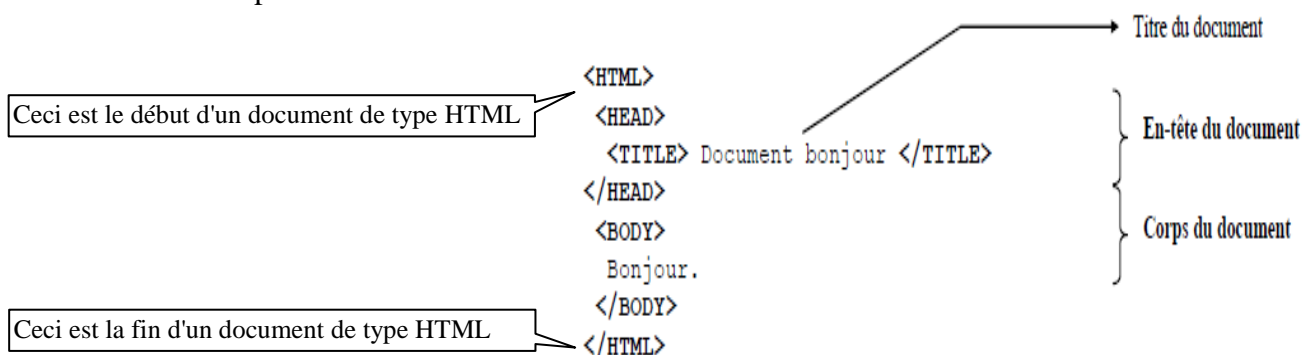 Titre du document
<HTML>
Ceci est le début d'un document de type HTML
<HEAD>
En-tête du document
<TITLE> Document bonjour </TITLE>
</HEAD>
<BODY>
Corps du document
Bonjour.
</BODY>
Ceci est la fin d'un document de type HTML
</HTML>